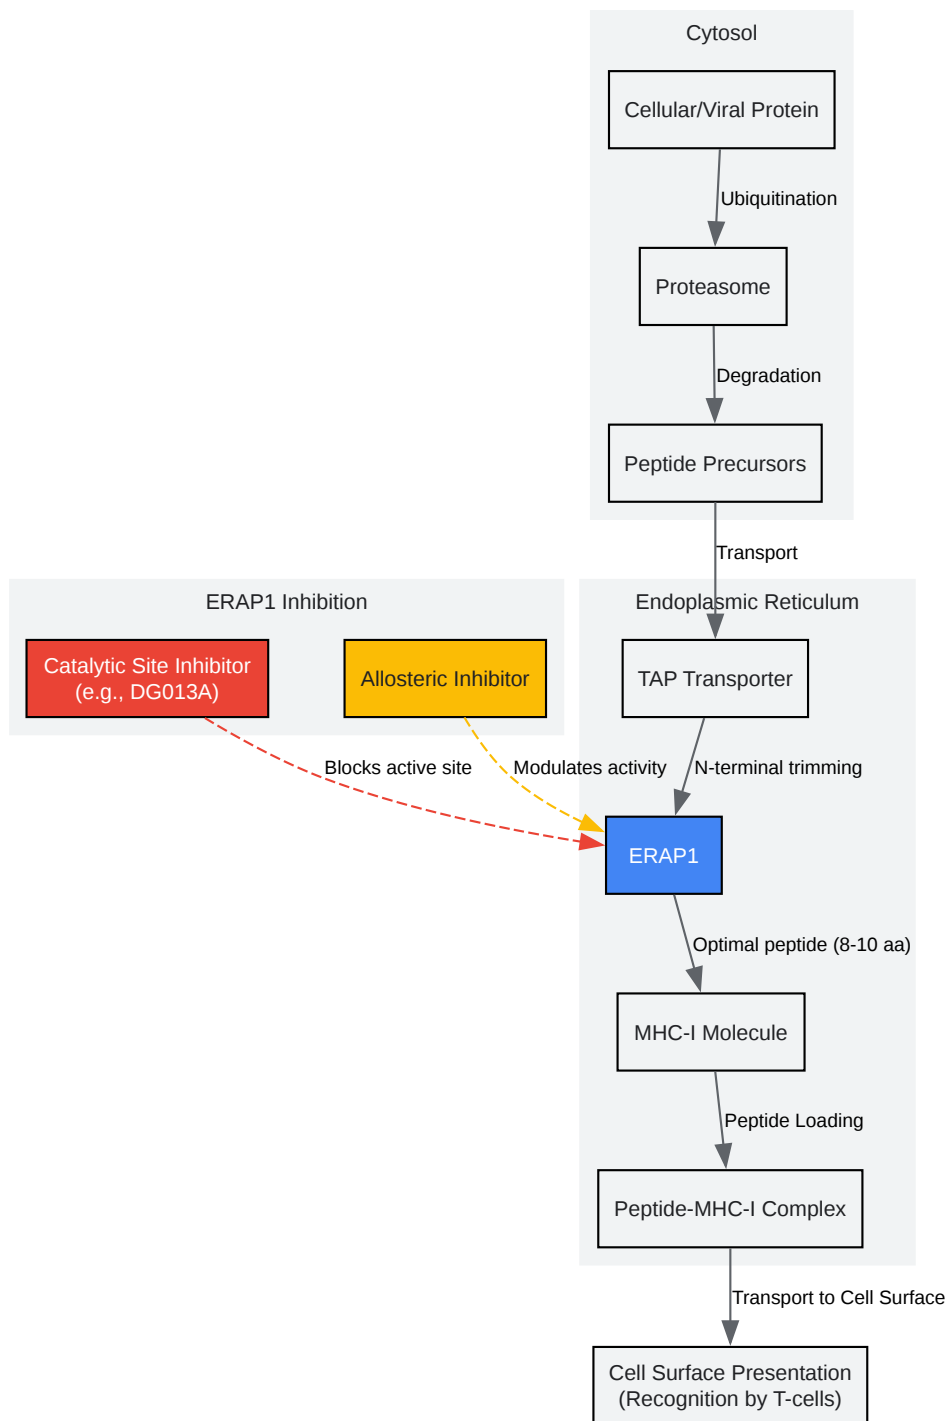 Cytosol
Cellular/Viral Protein
Ubiquitination
Proteasome
Degradation
Peptide Precursors
Transport
ERAP1 Inhibition
Catalytic Site Inhibitor
(e.g., DG013A)
Allosteric Inhibitor
Endoplasmic Reticulum
TAP Transporter
Blocks active site
Modulates activity
N-terminal trimming
ERAP1
Optimal peptide (8-10 aa)
MHC-I Molecule
Peptide Loading
Peptide-MHC-I Complex
Transport to Cell Surface
Cell Surface Presentation
(Recognition by T-cells)